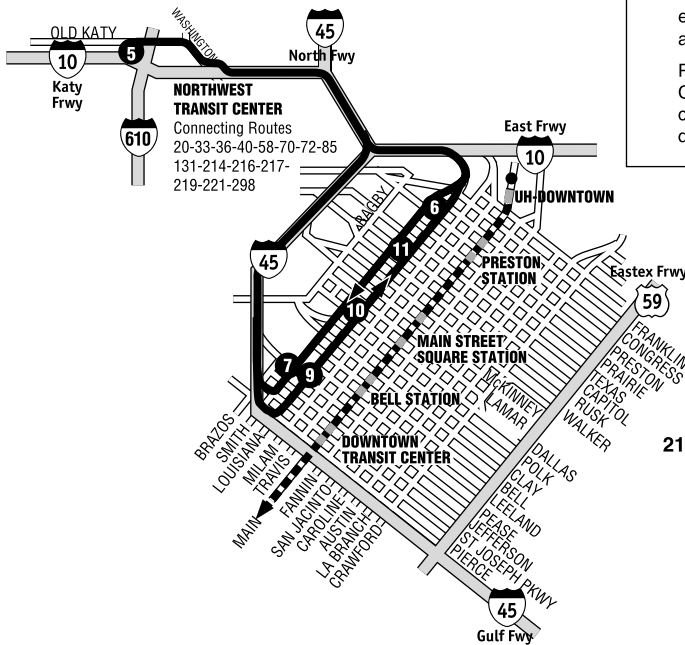 OLD KATY
WASHINGTON
45
North Fwy
5
10
Katy
Frwy
610
NORTHWEST
TRANSIT CENTER
Connecting Routes
20-33-36-40-58-70-72-85
131-214-216-217-
219-221-298
East Frwy
10
UH-DOWNTOWN
BAGBY
6
11
10
7
9
45
PRESTON
STATION
Eastex Frwy
59
MAIN STREET
SQUARE STATION
BELL STATION
DOWNTOWN
TRANSIT CENTER
McKINNEY
LAMAR
FRANKLIN
CONGRESS
PRESTON
PRAIRIE
TEXAS
CAPITOL
RUSK
WALKER
21
DALLAS
POLK
CLAY
BELL
LEELAND
PEASE
JEFFERSON
ST JOSEPH PKWY
PIERCE
BRAZOS
SMITH
LOUISIANA
MILAM
TRAVIS
MAIN
FANNIN
SAN JACINTO
CAROLINE
AUSTIN
LA BRANCH
CRAWFORD
45
Gulf Fwy